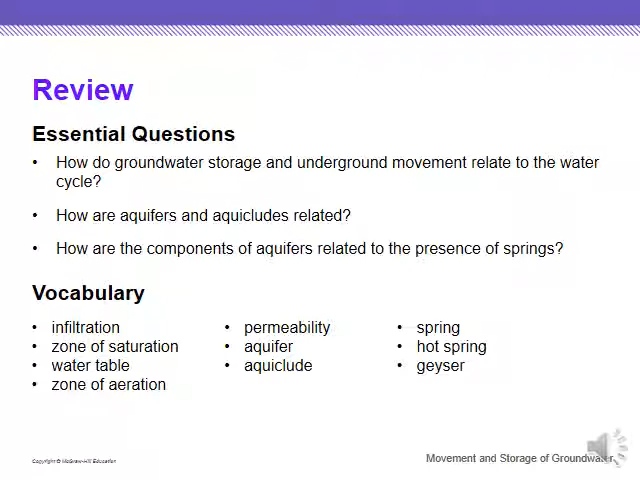 Review
Essential Questions
• How do groundwater storage and underground movement relate to the water
cycle?
• How are aquifers and aquicludes related?
• How are the components of aquifers related to the presence of springs?
Vocabulary
• infiltration
• zone of saturation
• water table
• zone of aeration
• permeability
• aquifer
• aquiclude
• spring
• hot spring
• geyser
Copyright © McGraw-Hill Education
Movement and Storage of Groundwater